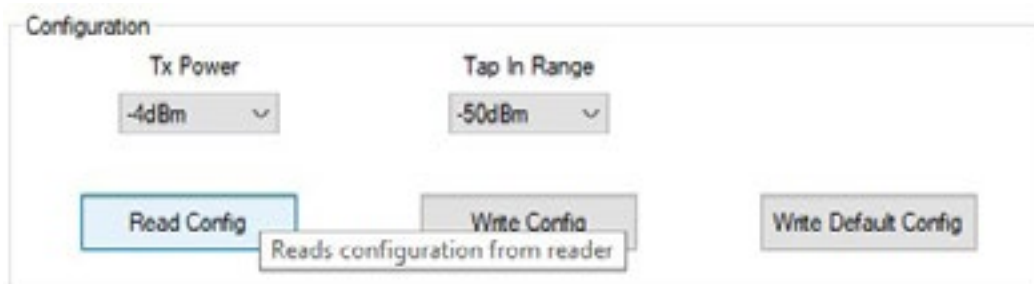 Configuration
Tx Power Tap In Range
-4dBm -50dBm
Read Config Write Config Write Default Config
Reads configuration from reader